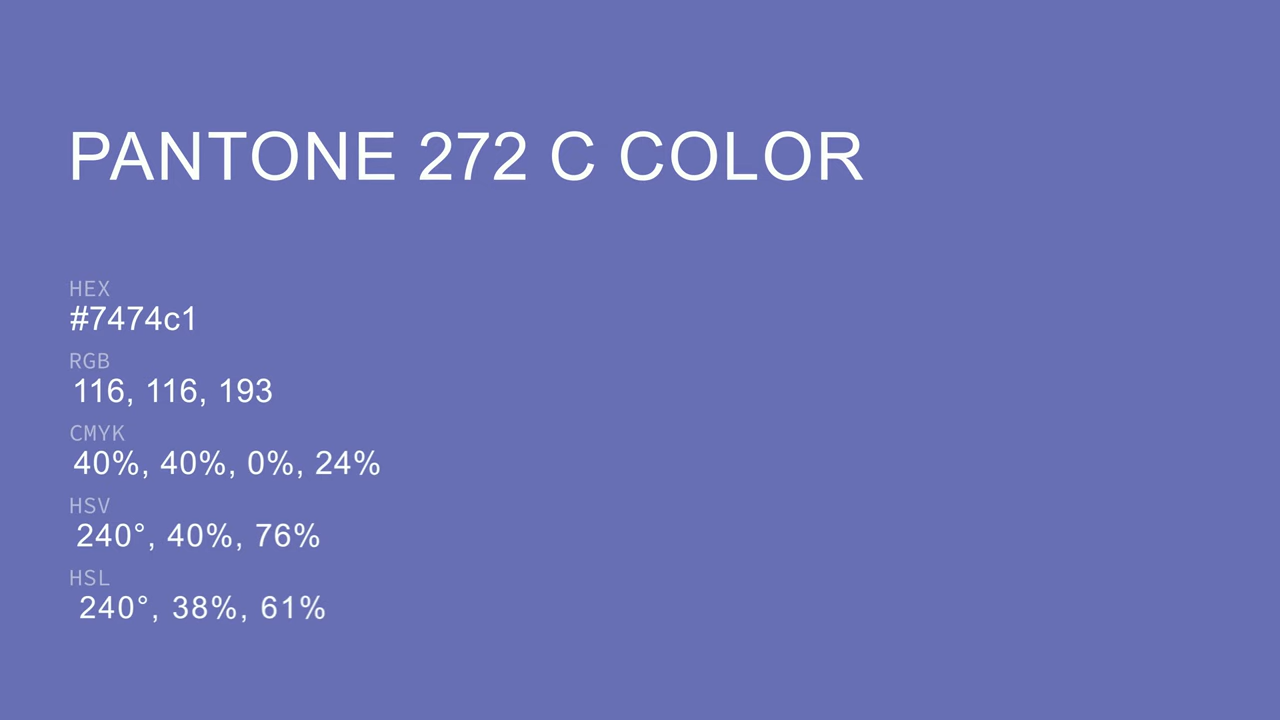 PANTONE 272 C COLOR
HEX
#7474c1
RGB
116, 116, 193
CMYK
40%, 40%, 0%, 24%
HSV
240°, 40%, 76%
HSL
240°, 38%, 61%